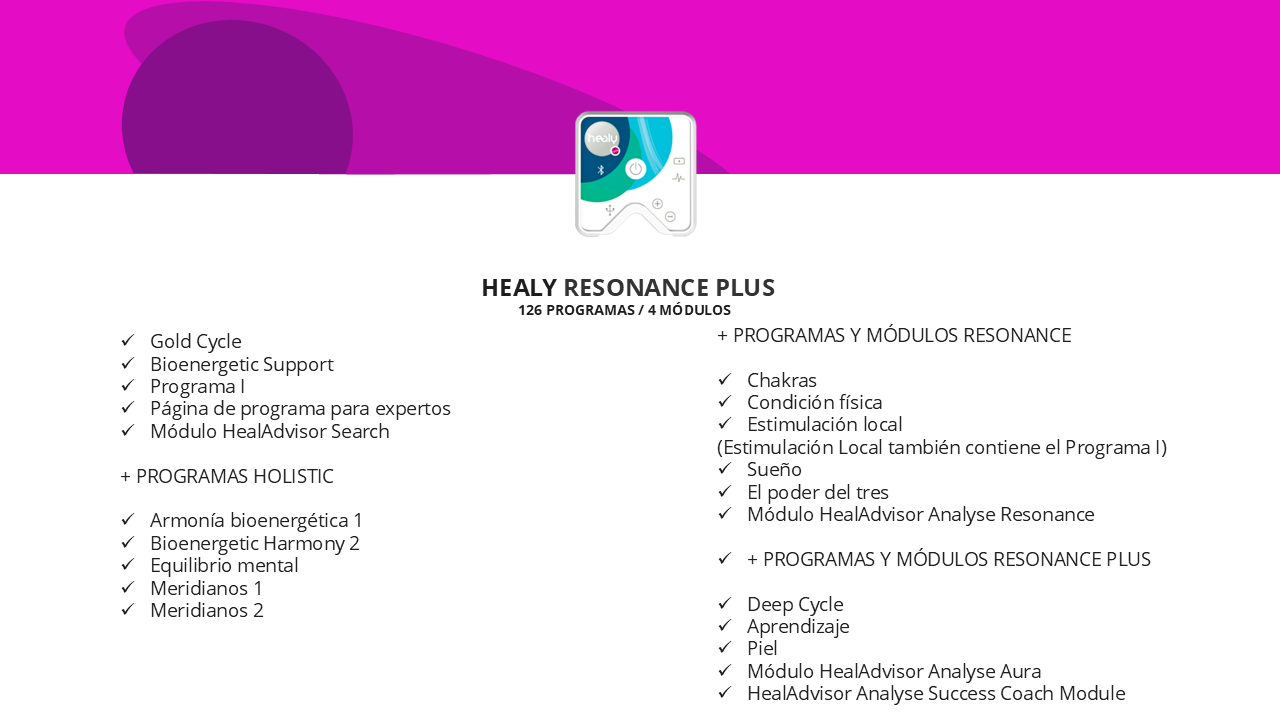 healy
HEALY RESONANCE PLUS
126 PROGRAMAS / 4 MÓDULOS
Gold Cycle
Bioenergetic Support
Programa I
Página de programa para expertos
Módulo HealAdvisor Search
+ PROGRAMAS HOLISTIC
Armonía bioenergética 1
Bioenergetic Harmony 2
Equilibrio mental
Meridianos 1
Meridianos 2
+ PROGRAMAS Y MÓDULOS RESONANCE
Chakras
Condición física
Estimulación local
(Estimulación Local también contiene el Programa I)
Sueño
El poder del tres
Módulo HealAdvisor Analyse Resonance
+ PROGRAMAS Y MÓDULOS RESONANCE PLUS
Deep Cycle
Aprendizaje
Piel
Módulo HealAdvisor Analyse Aura
HealAdvisor Analyse Success Coach Module